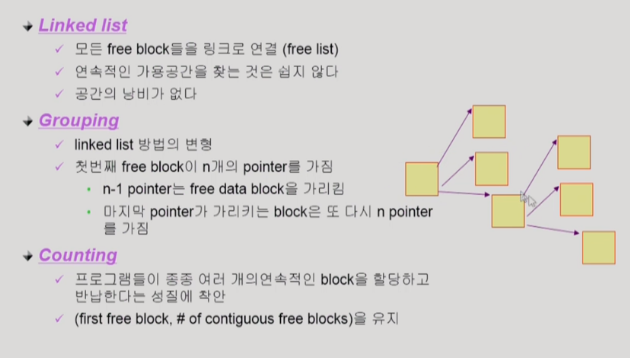 Linked list
모든 free block들을 링크로 연결 (free list)
연속적인 가용공간을 찾는 것은 쉽지 않다
공간의 낭비가 없다
Grouping
linked list 방법의 변형
첫번째 free block이 n개의 pointer를 가짐
n-1 pointer는 free data block을 가리킴
마지막 pointer가 가리키는 block은 또 다시 n pointer
를 가짐
Counting
프로그램들이 종종 여러 개의연속적인 block을 할당하고
반납한다는 성질에 착안
(first free block, # of contiguous free blocks)을 유지